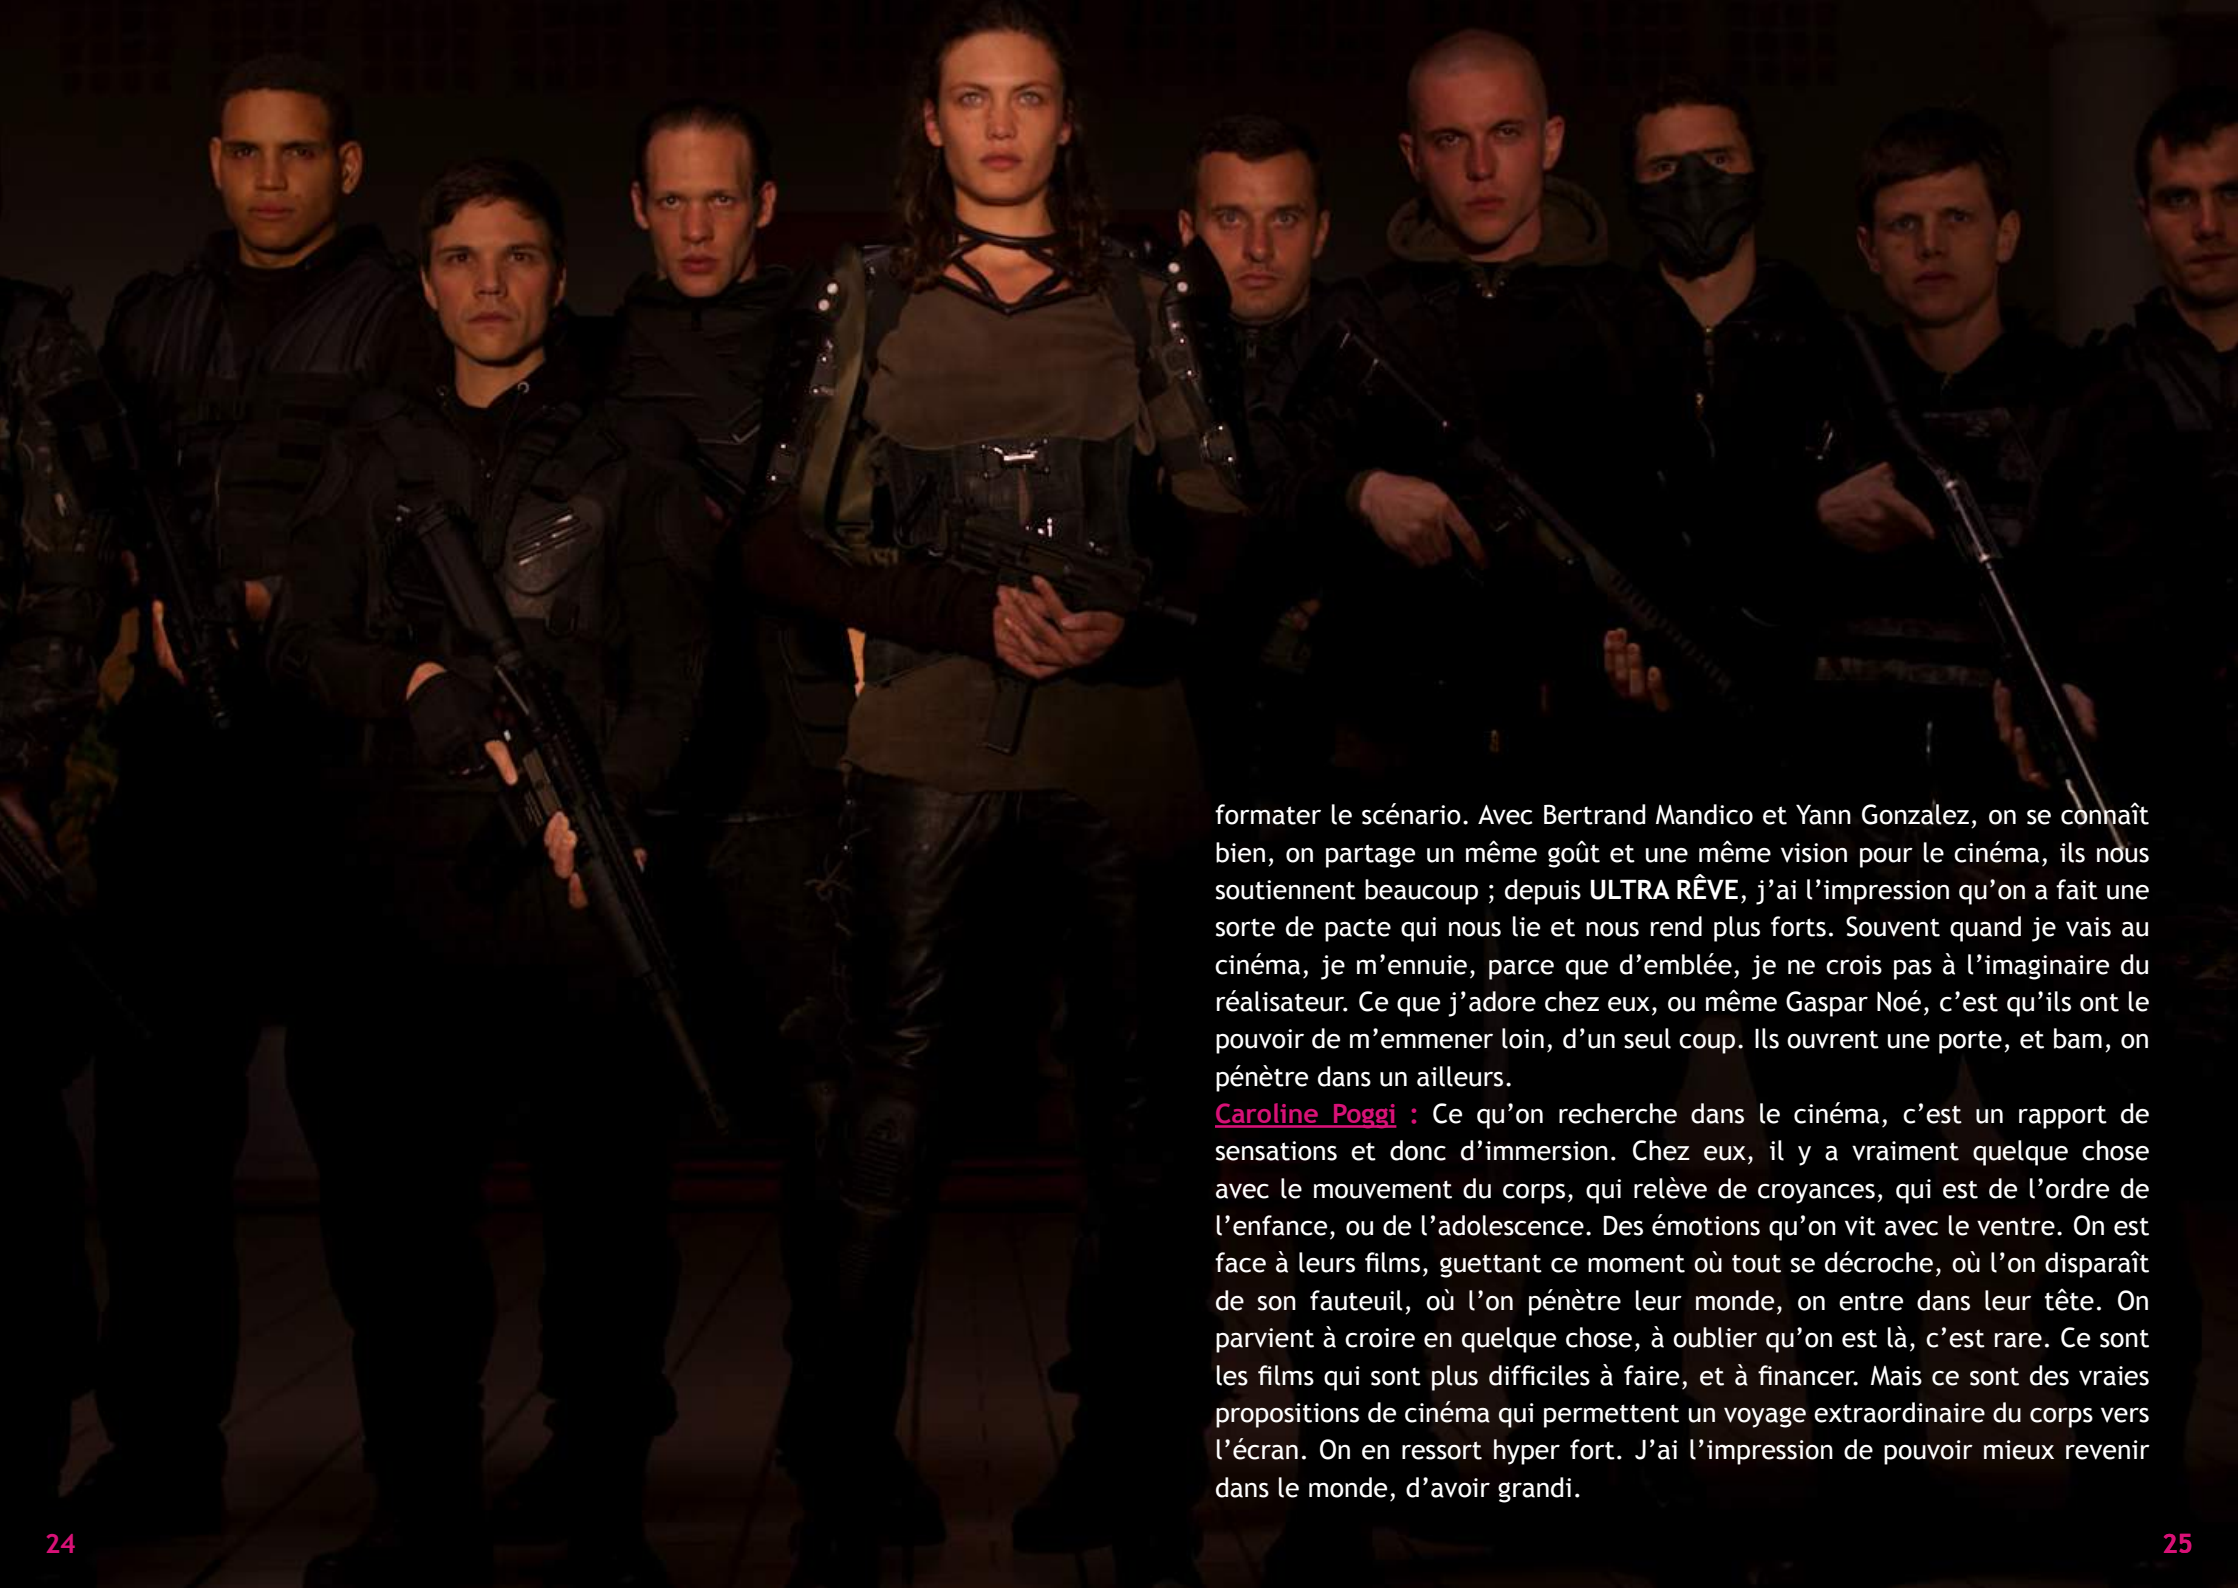 formater le scénario. Avec Bertrand Mandico et Yann Gonzalez, on se connaît
bien, on partage un même goût et une même vision pour le cinéma, ils nous
soutiennent beaucoup ; depuis ULTRA RÊVE, j’ai l’impression qu’on a fait une
sorte de pacte qui nous lie et nous rend plus forts. Souvent quand je vais au
cinéma, je m’ennuie, parce que d’emblée, je ne crois pas à l’imaginaire du
réalisateur. Ce que j’adore chez eux, ou même Gaspar Noé, c’est qu’ils ont le
pouvoir de m’emmener loin, d’un seul coup. Ils ouvrent une porte, et bam, on
pénètre dans un ailleurs.
Caroline Poggi : Ce qu’on recherche dans le cinéma, c’est un rapport de
sensations et donc d’immersion. Chez eux, il y a vraiment quelque chose
avec le mouvement du corps, qui relève de croyances, qui est de l’ordre de
l’enfance, ou de l’adolescence. Des émotions qu’on vit avec le ventre. On est
face à leurs films, guettant ce moment où tout se décroche, où l’on disparaît
de son fauteuil, où l’on pénètre leur monde, on entre dans leur tête. On
parvient à croire en quelque chose, à oublier qu’on est là, c’est rare. Ce sont
les films qui sont plus difficiles à faire, et à financer. Mais ce sont des vraies
propositions de cinéma qui permettent un voyage extraordinaire du corps vers
l’écran. On en ressort hyper fort. J’ai l’impression de pouvoir mieux revenir
dans le monde, d’avoir grandi.
24
25